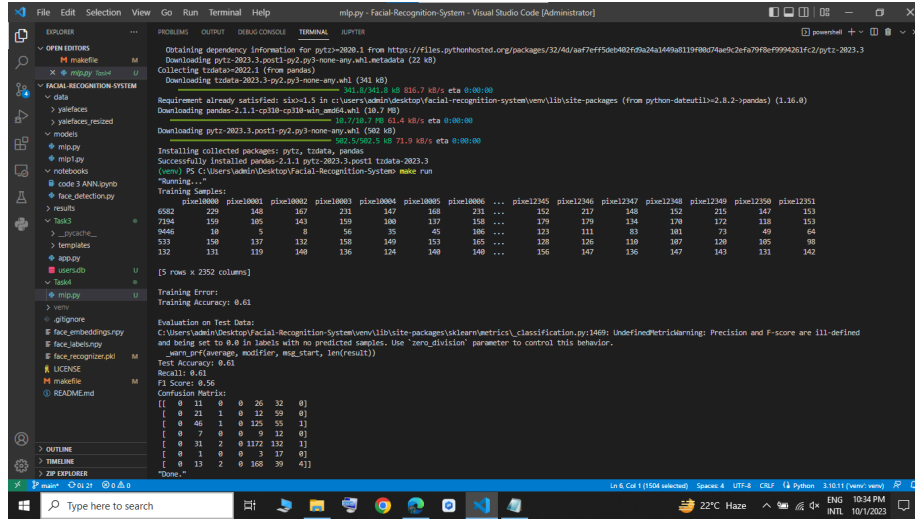 File Edit Selection View Go Run Terminal Help
mlp.py - Facial-Recognition-System - Visual Studio Code [Administrator]
EXPLORER
OPEN EDITORS
makefile M
mlp.py Task4 U
FACIAL-RECOGNITION-SYSTEM
data
yalefaces
yalefaces_resized
models
mlp.py
mlp1.py
notebooks
code 3 ANN.ipynb
face_detection.py
results
Task3
__pycache__
templates
app.py
users.db U
Task4
mlp.py U
venv
.gitignore
face_embeddings.npy
face_labels.npy
face_recognizer.pkl M
LICENSE
makefile M
README.md
OUTLINE
TIMELINE
ZIP EXPLORER
PROBLEMS OUTPUT DEBUG CONSOLE TERMINAL JUPYTER
powershell
Obtaining dependency information for pytz>=2020.1 from https://files.pythonhosted.org/packages/32/4d/aaf7eff5deb402fd9a24a1449a8119f00d74ae9c2efa79f8ef9994261fc2/pytz-2023.3
Downloading pytz-2023.3.post1-py2.py3-none-any.whl.metadata (22 kB)
Collecting tzdata>=2022.1 (from pandas)
Downloading tzdata-2023.3-py2.py3-none-any.whl (341 kB)
341.8/341.8 kB 816.7 kB/s eta 0:00:00
Requirement already satisfied: six>=1.5 in c:\users\admin\desktop\facial-recognition-system\venv\lib\site-packages (from python-dateutil>=2.8.2->pandas) (1.16.0)
Downloading pandas-2.1.1-cp310-cp310-win_amd64.whl (10.7 MB)
10.7/10.7 MB 61.4 kB/s eta 0:00:00
Downloading pytz-2023.3.post1-py2.py3-none-any.whl (502 kB)
502.5/502.5 kB 71.9 kB/s eta 0:00:00
Installing collected packages: pytz, tzdata, pandas
Successfully installed pandas-2.1.1 pytz-2023.3.post1 tzdata-2023.3
(venv) PS C:\Users\admin\Desktop\Facial-Recognition-System> make run
"Running..."
Training Samples:
pixel0000 pixel0001 pixel0002 pixel0003 pixel0004 pixel0005 pixel0006 ... pixel2345 pixel2346 pixel2347 pixel2348 pixel2349 pixel2350 pixel2351
6582 229 148 167 231 147 168 231 ... 152 217 148 152 215 147 153
7194 159 105 143 159 100 137 158 ... 179 179 134 170 172 118 153
9446 10 5 8 56 35 45 106 ... 123 111 83 101 73 49 64
533 150 137 132 158 149 153 165 ... 128 126 110 107 120 105 98
132 131 119 140 136 124 140 140 ... 156 147 136 147 143 131 142
[5 rows x 2352 columns]
Training Error:
Training Accuracy: 0.61
Evaluation on Test Data:
C:\Users\admin\Desktop\Facial-Recognition-System\venv\lib\site-packages\sklearn\metrics\_classification.py:1469: UndefinedMetricWarning: Precision and F-score are ill-defined
and being set to 0.0 in labels with no predicted samples. Use `zero_division` parameter to control this behavior.
_warn_prf(average, modifier, msg_start, len(result))
Test Accuracy: 0.61
Recall: 0.61
F1 Score: 0.56
Confusion Matrix:
[[ 0 11 0 0 26 32 0]
[ 0 21 1 0 12 59 0]
[ 0 46 1 0 125 55 1]
[ 0 7 0 0 9 12 0]
[ 0 31 2 0 1172 132 1]
[ 0 1 0 0 3 17 0]
[ 0 13 2 0 168 39 4]]
"Done."
main* 0↓ 2↑ 0 0
Ln 6, Col 1 (1504 selected) Spaces: 4 UTF-8 CRLF Python 3.10.11 ('venv': venv)
Type here to search
22°C Haze
ENG 10:34 PM
INTL 10/1/2023